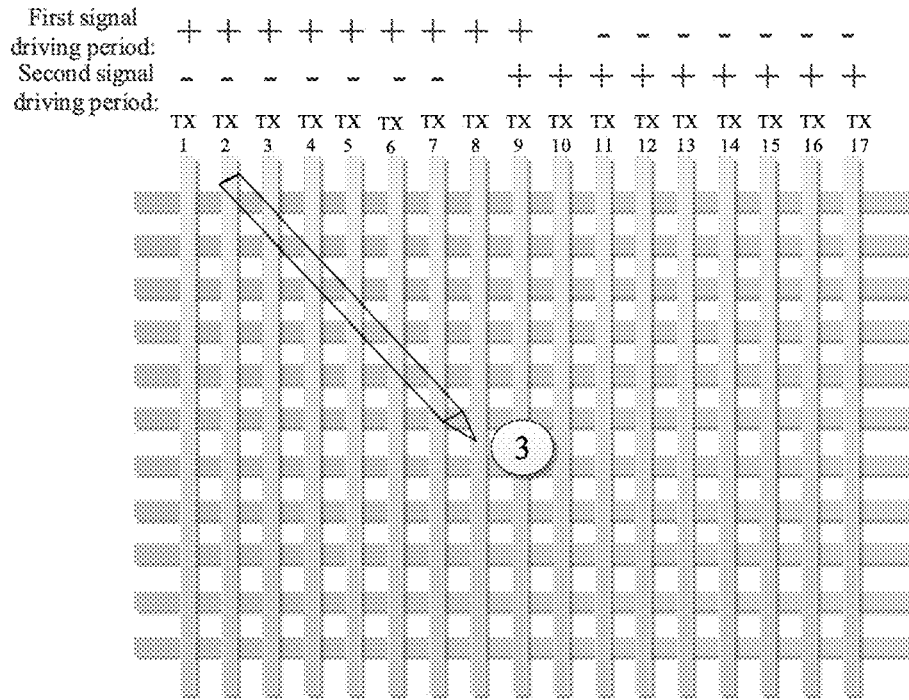 First signal
driving period: + + + + + + + + + - - - - - - -
Second signal
driving period: - - - - - - - + + + + + + + + +
TX TX TX TX TX TX TX TX TX TX TX TX TX TX TX TX TX
1 2 3 4 5 6 7 8 9 10 11 12 13 14 15 16 17
3